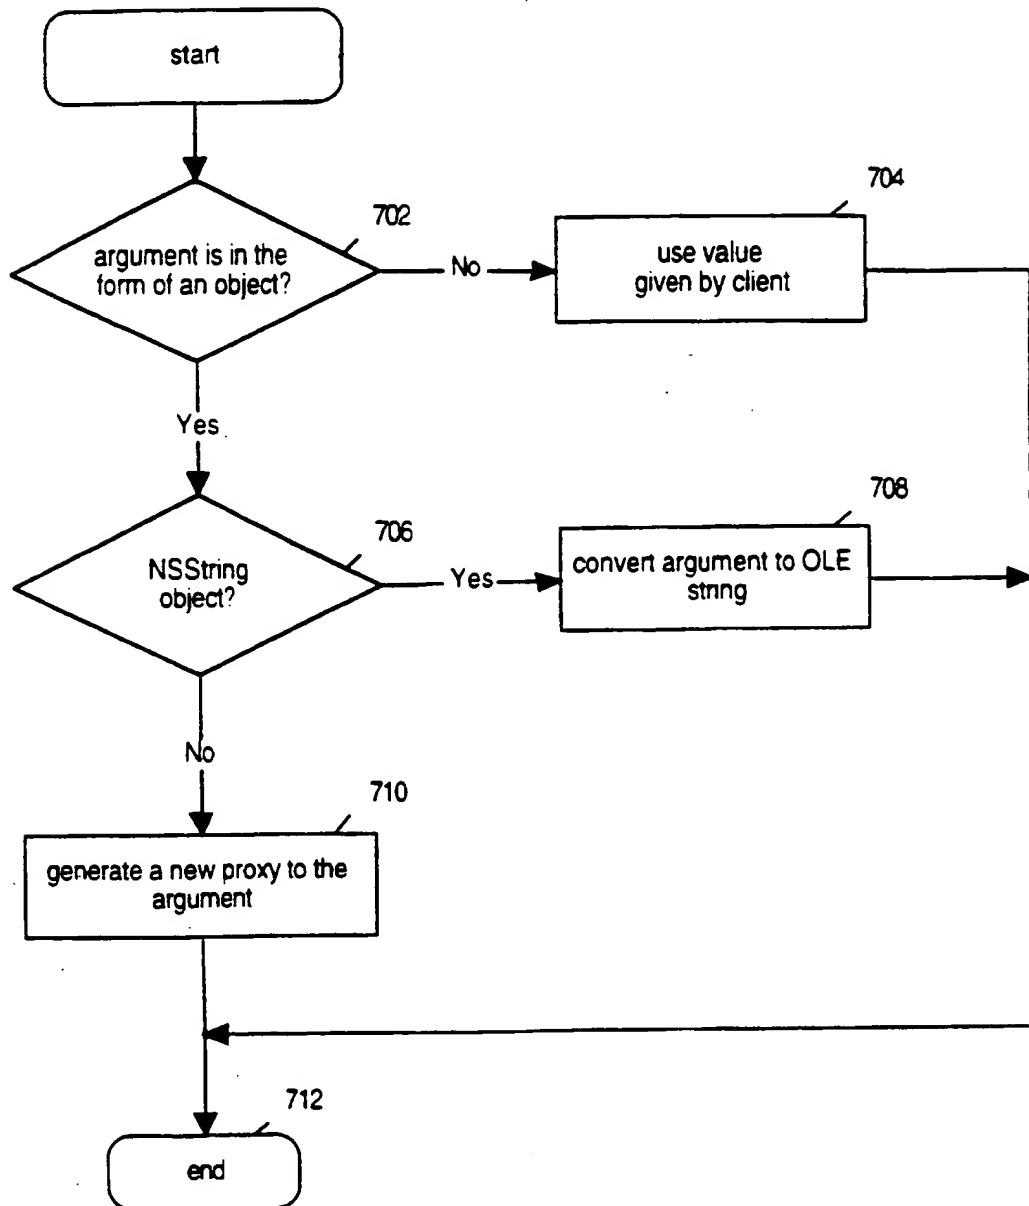 start
702
argument is in the
form of an object?
No
704
use value
given by client
Yes
706
NSString
object?
Yes
708
convert argument to OLE
string
No
710
generate a new proxy to the
argument
712
end